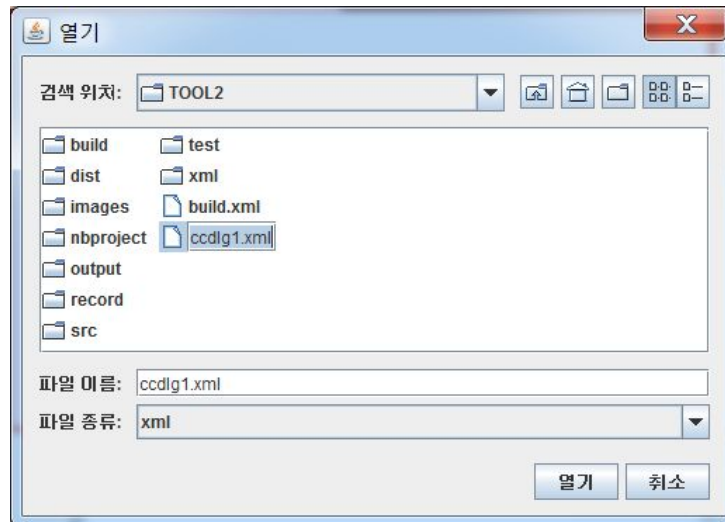 열기
검색 위처: TOOL2
build test
dist xml
images build.xml
nbproject ccdlg1.xml
output
record
src
파일 이름: ccdlg1.xml
파일 종류: xml
열기 취소